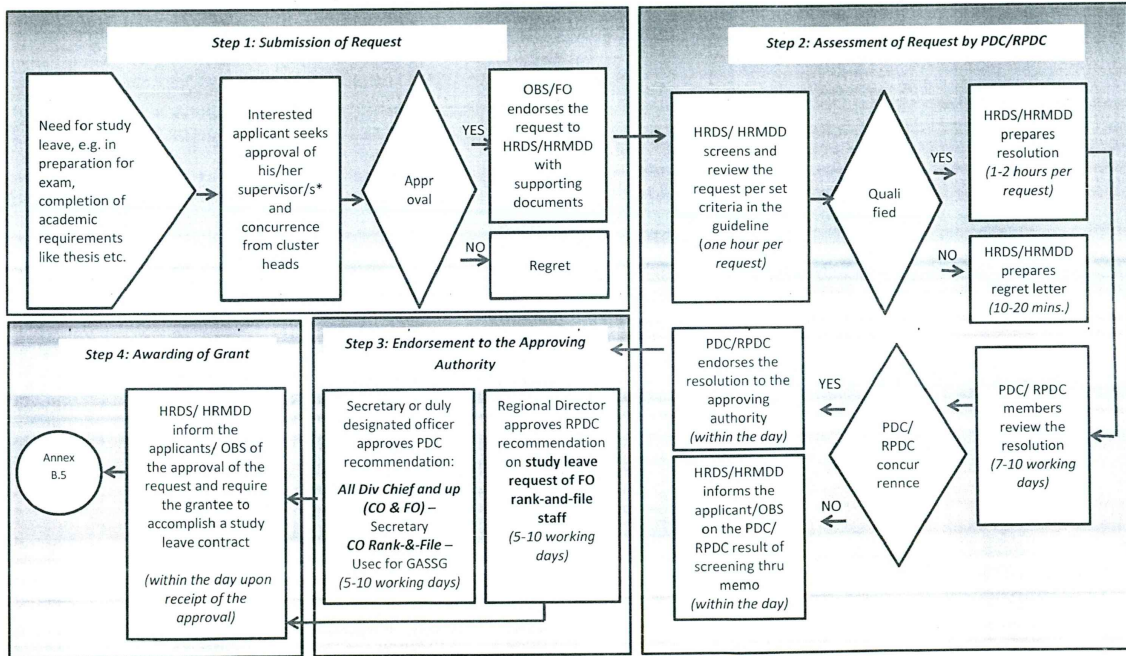 Step 1: Submission of Request
Need for study
leave, e.g. in
preparation for
exam,
completion of
academic
requirements
like thesis etc.
Interested
applicant seeks
approval of
his/her
supervisor/s*
and
concurrence
from cluster
heads
Appr
oval
YES
OBS/FO
endorses the
request to
HRDS/HRMDD
with
supporting
documents
NO
Regret
Step 2: Assessment of Request by PDC/RPDC
HRDS/ HRMDD
screens and
review the
request per set
criteria in the
guideline
(one hour per
request)
Quali
fied
YES
HRDS/HRMDD
prepares
resolution
(1-2 hours per
request)
NO
HRDS/HRMDD
prepares
regret letter
(10-20 mins.)
PDC/ RPDC
members
review the
resolution
(7-10 working
days)
PDC/
RPDC
concur
rennce
YES
PDC/RPDC
endorses the
resolution to the
approving
authority
(within the day)
NO
HRDS/HRMDD
informs the
applicant/OBS
on the PDC/
RPDC result of
screening thru
memo
(within the day)
Step 3: Endorsement to the Approving
Authority
Secretary or duly
designated officer
approves PDC
recommendation:
All Div Chief and up
(CO & FO) –
Secretary
CO Rank-&-File –
Usec for GASSG
(5-10 working days)
Regional Director
approves RPDC
recommendation
on study leave
request of FO
rank-and-file
staff
(5-10 working
days)
Step 4: Awarding of Grant
HRDS/ HRMDD
inform the
applicants/ OBS of
the approval of the
request and require
the grantee to
accomplish a study
leave contract
(within the day upon
receipt of the
approval)
Annex
B.5